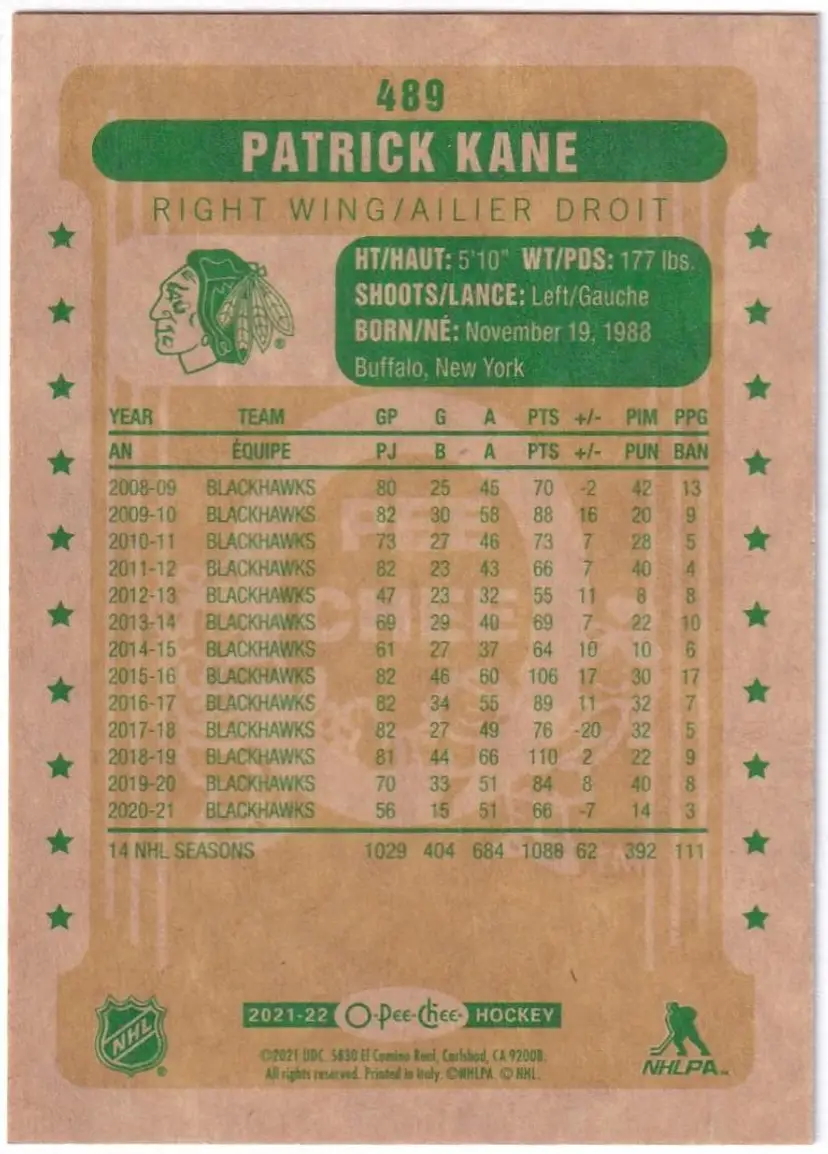 489
PATRICK KANE
RIGHT WING/AILIER DROIT
HT/HAUT: 5'10" WT/PDS: 177 lbs.
SHOOTS/LANCE: Left/Gauche
BORN/NÉ: November 19, 1988
Buffalo, New York
YEAR TEAM GP G A PTS +/- PIM PPG
AN ÉQUIPE PJ B A PTS +/- PUN BAN
2008-09 BLACKHAWKS 80 25 45 70 -2 42 13
2009-10 BLACKHAWKS 82 30 58 88 16 20 9
2010-11 BLACKHAWKS 73 27 46 73 7 28 5
2011-12 BLACKHAWKS 82 23 43 66 7 40 4
2012-13 BLACKHAWKS 47 23 32 55 11 8 8
2013-14 BLACKHAWKS 69 29 40 69 7 22 10
2014-15 BLACKHAWKS 61 27 37 64 10 10 6
2015-16 BLACKHAWKS 82 46 60 106 17 30 17
2016-17 BLACKHAWKS 82 34 55 89 11 32 7
2017-18 BLACKHAWKS 82 27 49 76 -20 32 5
2018-19 BLACKHAWKS 81 44 66 110 2 22 9
2019-20 BLACKHAWKS 70 33 51 84 8 40 8
2020-21 BLACKHAWKS 56 15 51 66 -7 14 3
14 NHL SEASONS 1029 404 684 1088 62 392 111
PEE
CHEE
NHL ®
2021-22 O-Pee-Chee HOCKEY
©2021 UDC. 5830 El Camino Real, Carlsbad, CA 92008.
All rights reserved. Printed in Italy. ©NHLPA. © NHL.
NHLPA™